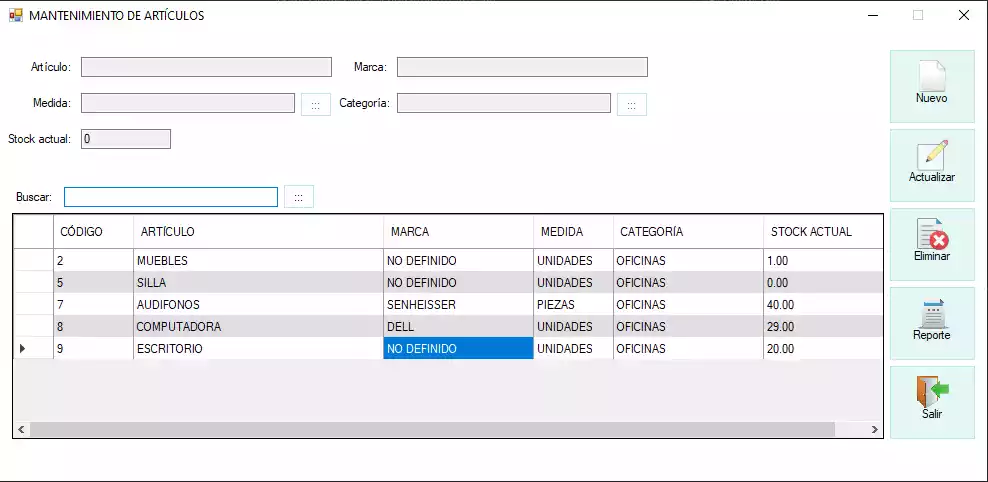 MANTENIMIENTO DE ARTÍCULOS
Artículo: Marca:
Medida: ::: Categoría: :::
Stock actual: 0
Buscar: :::
CÓDIGO ARTÍCULO MARCA MEDIDA CATEGORÍA STOCK ACTUAL
2 MUEBLES NO DEFINIDO UNIDADES OFICINAS 1.00
5 SILLA NO DEFINIDO UNIDADES OFICINAS 0.00
7 AUDIFONOS SENHEISSER PIEZAS OFICINAS 40.00
8 COMPUTADORA DELL UNIDADES OFICINAS 29.00
9 ESCRITORIO NO DEFINIDO UNIDADES OFICINAS 20.00
Nuevo
Actualizar
Eliminar
Reporte
Salir